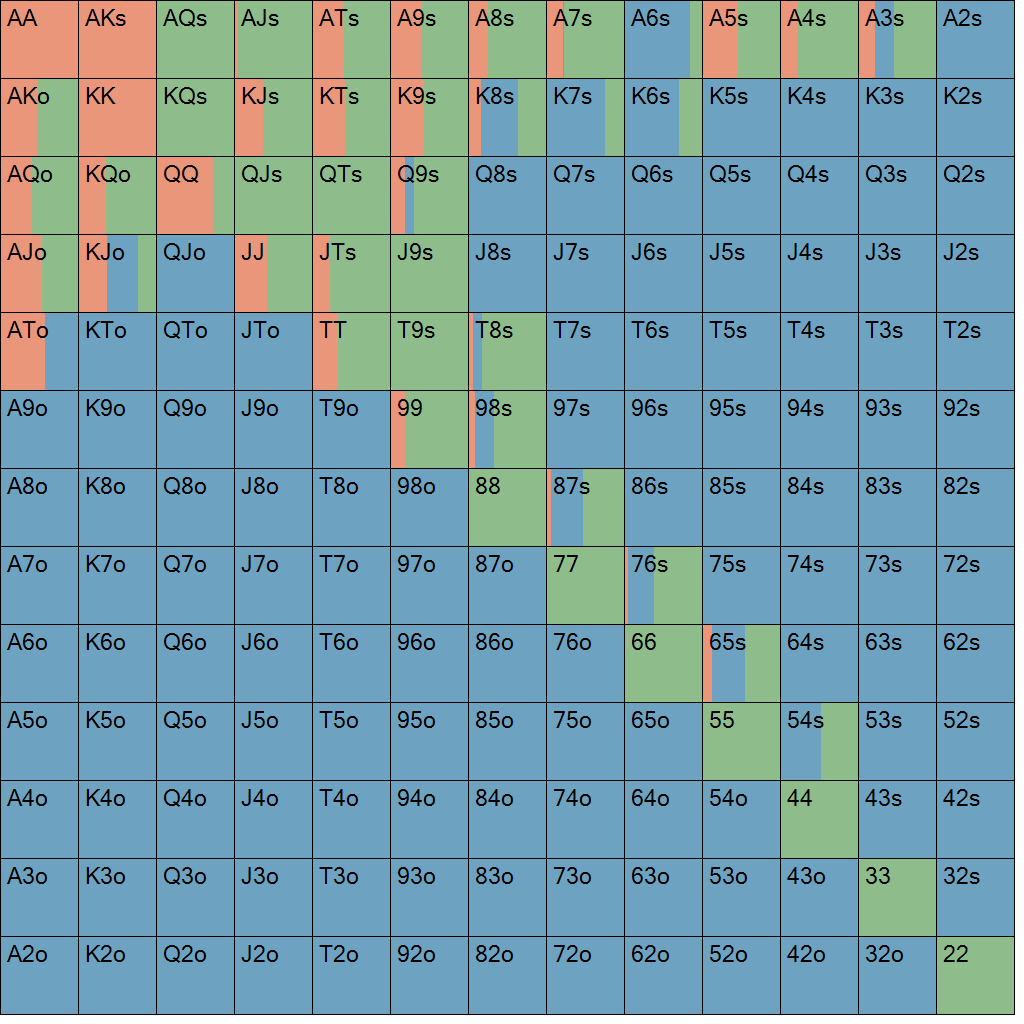 AA AKs AQs AJs ATs A9s A8s A7s A6s A5s A4s A3s A2s
AKo KK KQs KJs KTs K9s K8s K7s K6s K5s K4s K3s K2s
AQo KQo QQ QJs QTs Q9s Q8s Q7s Q6s Q5s Q4s Q3s Q2s
AJo KJo QJo JJ JTs J9s J8s J7s J6s J5s J4s J3s J2s
ATo KTo QTo JTo TT T9s T8s T7s T6s T5s T4s T3s T2s
A9o K9o Q9o J9o T9o 99 98s 97s 96s 95s 94s 93s 92s
A8o K8o Q8o J8o T8o 98o 88 87s 86s 85s 84s 83s 82s
A7o K7o Q7o J7o T7o 97o 87o 77 76s 75s 74s 73s 72s
A6o K6o Q6o J6o T6o 96o 86o 76o 66 65s 64s 63s 62s
A5o K5o Q5o J5o T5o 95o 85o 75o 65o 55 54s 53s 52s
A4o K4o Q4o J4o T4o 94o 84o 74o 64o 54o 44 43s 42s
A3o K3o Q3o J3o T3o 93o 83o 73o 63o 53o 43o 33 32s
A2o K2o Q2o J2o T2o 92o 82o 72o 62o 52o 42o 32o 22